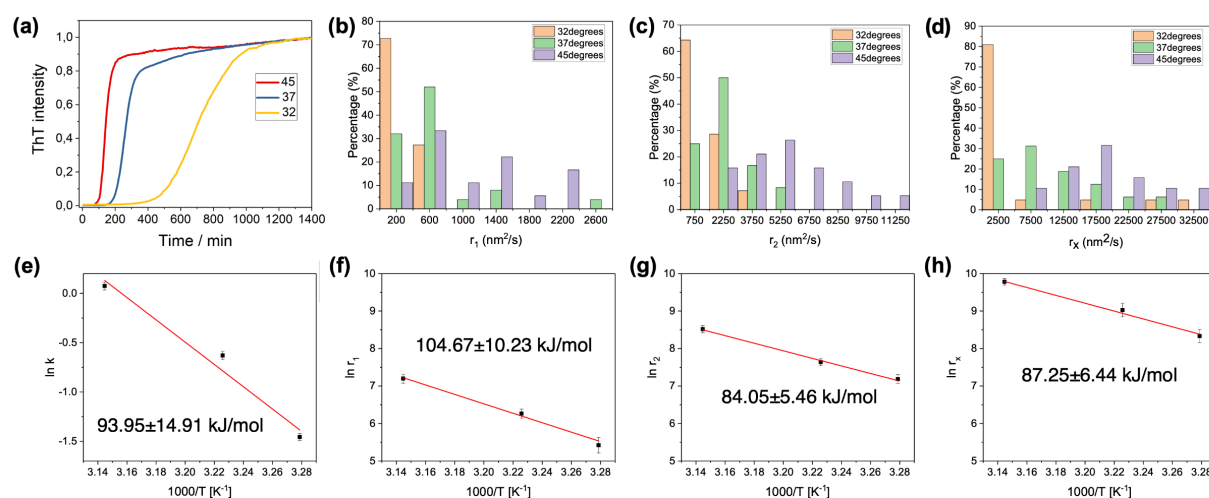 (a)
ThT intensity
1,0
0,8
0,6
0,4
0,2
0,0
45
37
32
0 200 400 600 800 1000 1200 1400
Time / min
(b)
Percentage (%)
80
70
60
50
40
30
20
10
0
32degrees
37degrees
45degrees
200 600 1000 1400 1800 2200 2600
r1 (nm2/s)
(c)
Percentage (%)
70
65
60
55
50
45
40
35
30
25
20
15
10
5
0
32degrees
37degrees
45degrees
750 2250 3750 5250 6750 8250 9750 11250
r2 (nm2/s)
(d)
Percentage (%)
90
80
70
60
50
40
30
20
10
0
32degrees
37degrees
45degrees
2500 7500 12500 17500 22500 27500 32500
rX (nm2/s)
(e)
ln k
0.0
-0.5
-1.0
-1.5
93.95±14.91 kJ/mol
3.14 3.16 3.18 3.20 3.22 3.24 3.26 3.28
1000/T [K-1]
(f)
ln r1
10
9
8
7
6
5
104.67±10.23 kJ/mol
3.14 3.16 3.18 3.20 3.22 3.24 3.26 3.28
1000/T [K-1]
(g)
ln r2
10
9
8
7
6
5
84.05±5.46 kJ/mol
3.14 3.16 3.18 3.20 3.22 3.24 3.26 3.28
1000/T [K-1]
(h)
ln rx
10
9
8
7
6
5
87.25±6.44 kJ/mol
3.14 3.16 3.18 3.20 3.22 3.24 3.26 3.28
1000/T [K-1]